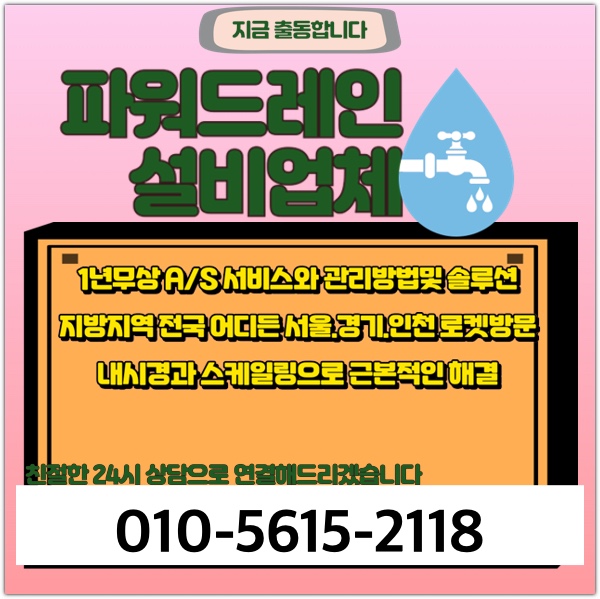 지금 출동합니다
파워드레인
설비업체
1년무상 A/S 서비스와 관리방법및 솔루션
지방지역 전국 어디든 서울.경기.인천 로켓방문
내시경과 스케일링으로 근본적인 해결
친절한 24시 상담으로 연결해드리겠습니다
010-5615-2118